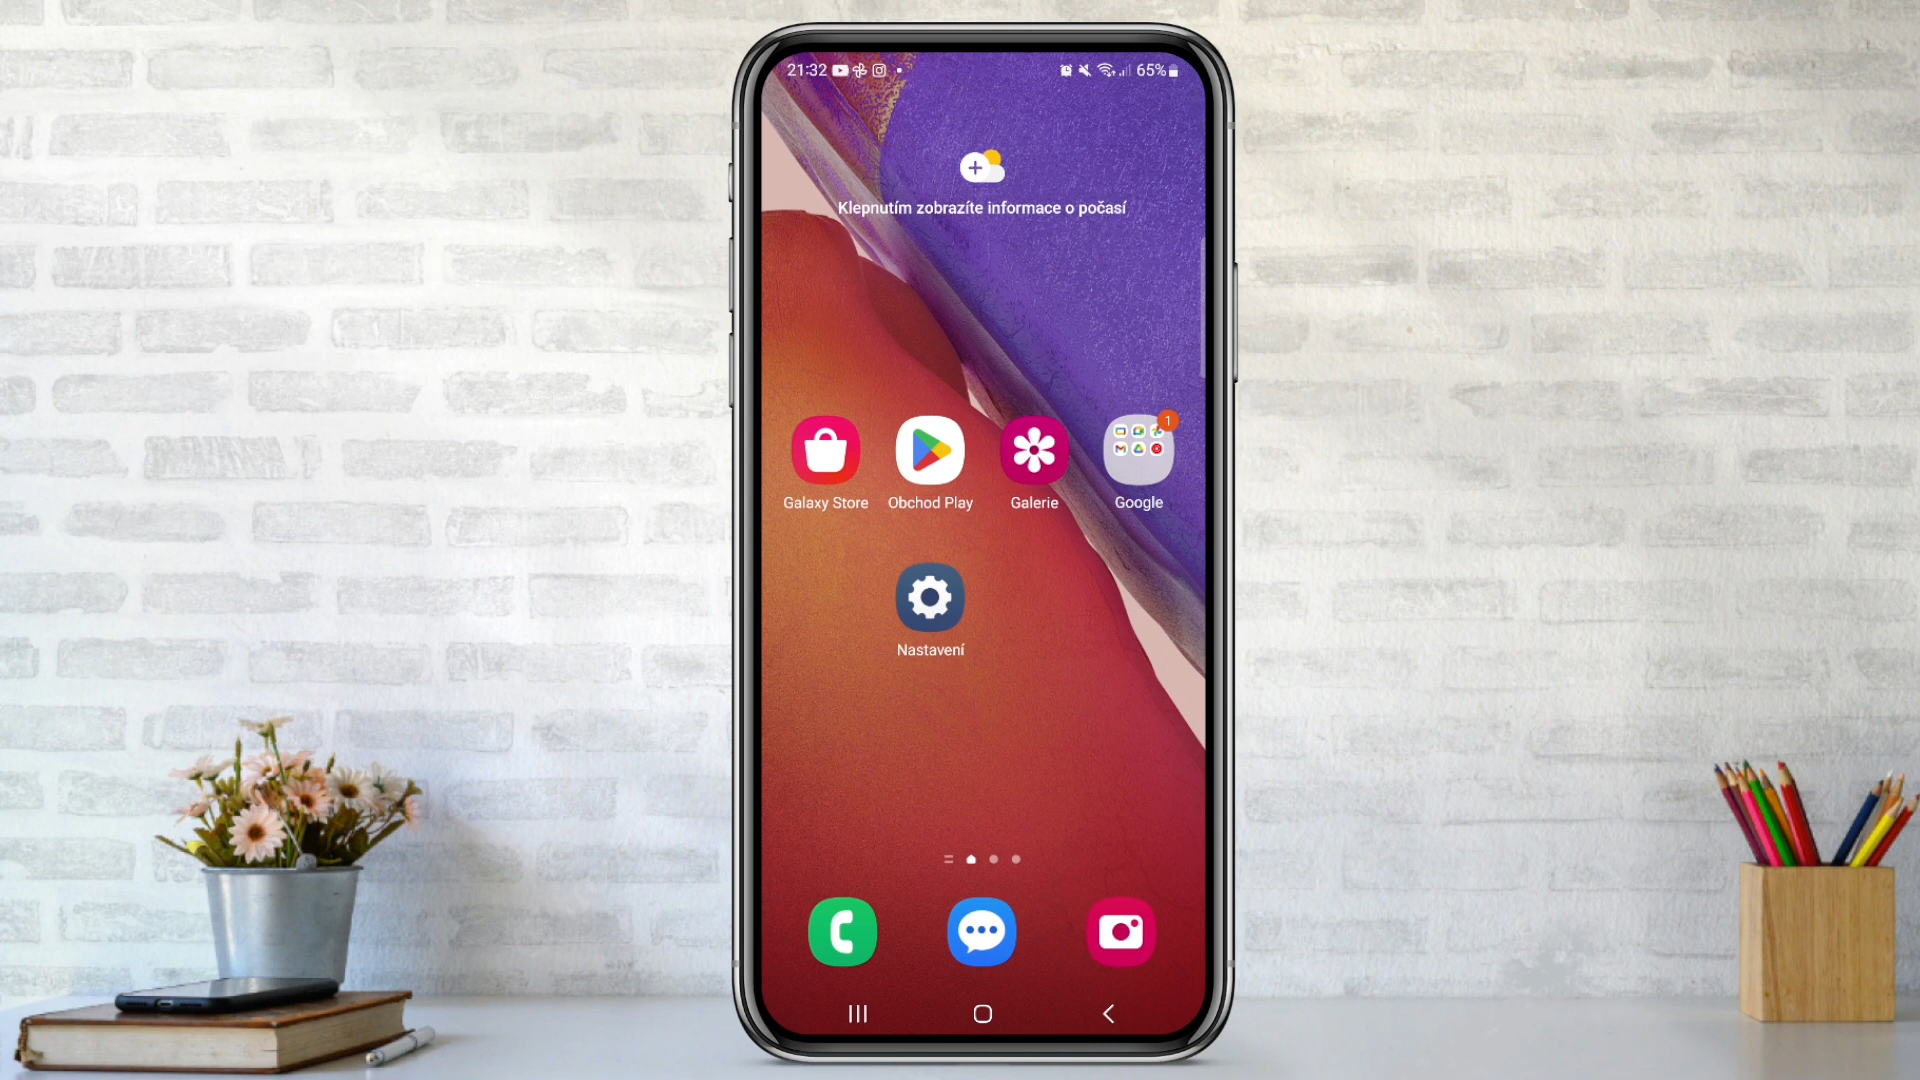 21:32 65%
Klepnutím zobrazíte informace o počasí
1
Galaxy Store Obchod Play Galerie Google
Nastavení